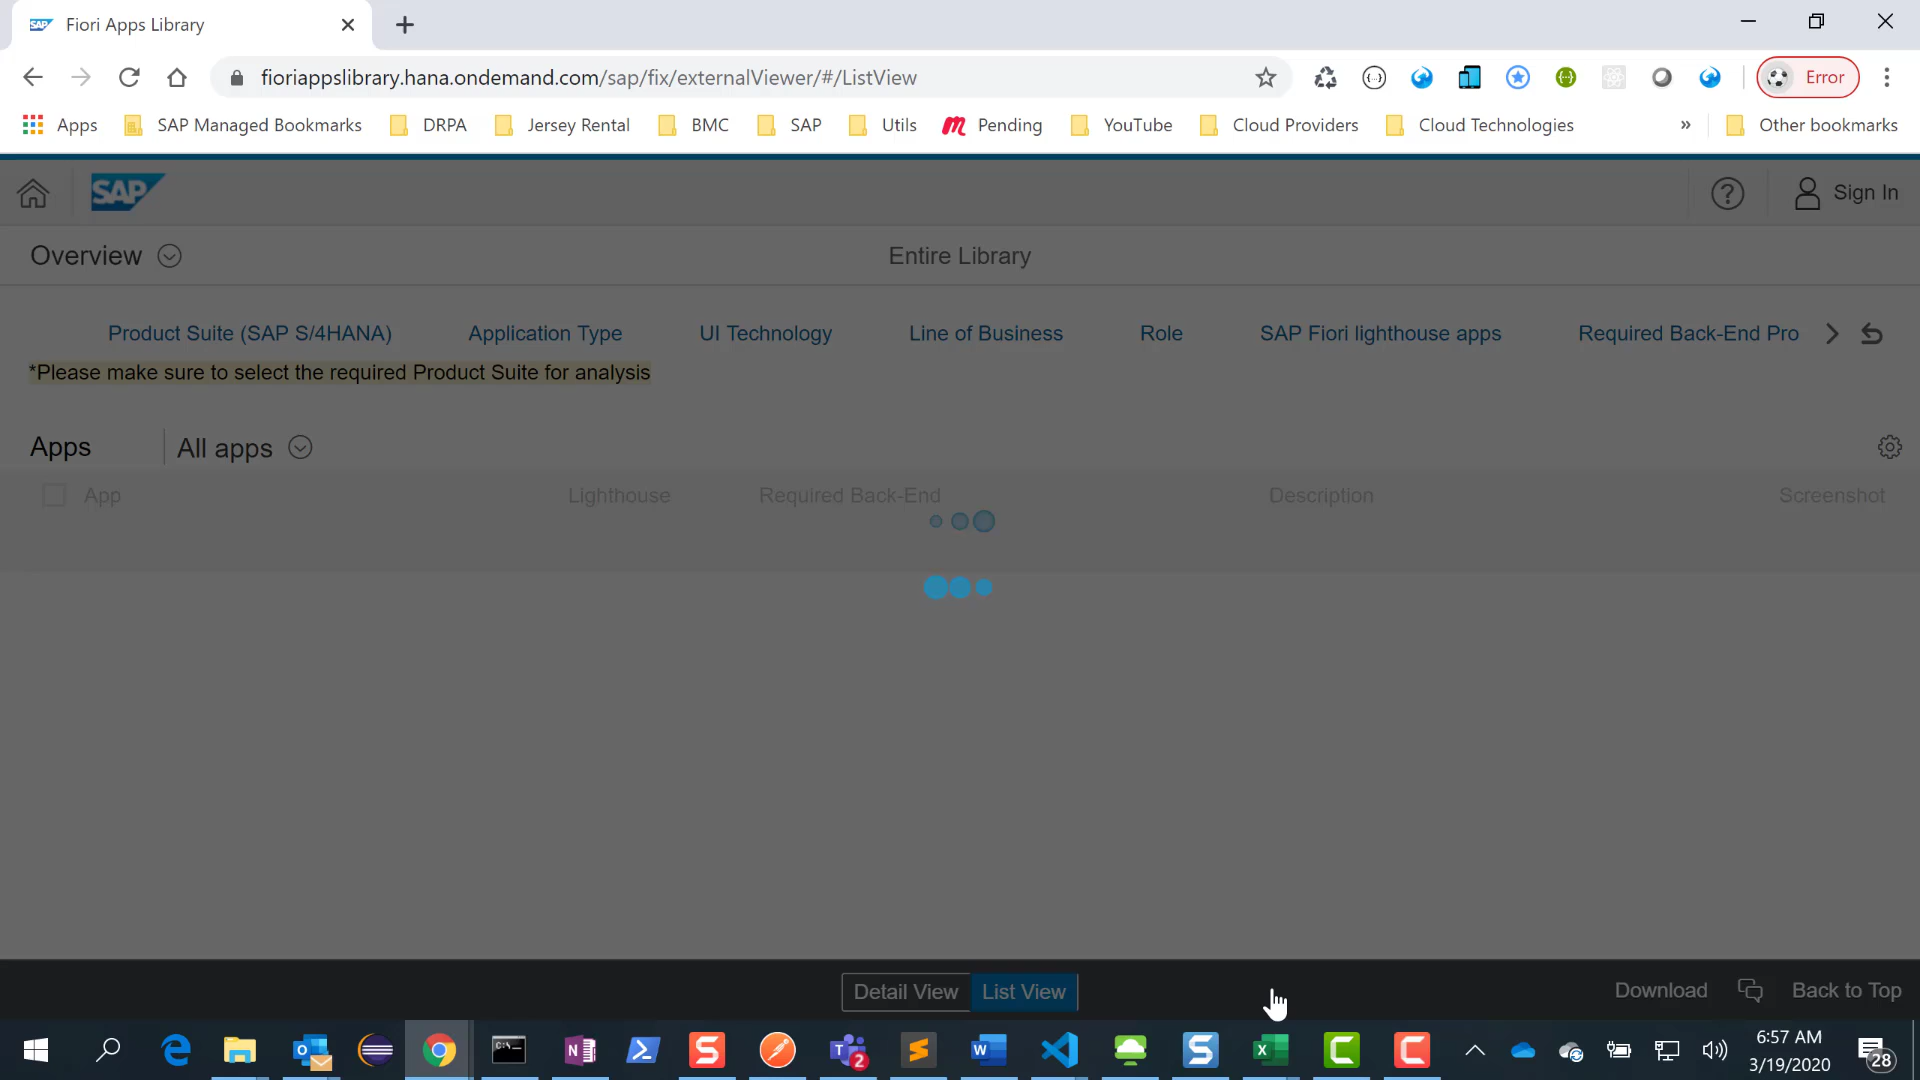 Fiori Apps Library
fioriappslibrary.hana.ondemand.com/sap/fix/externalViewer/#/ListView
Error
Apps
SAP Managed Bookmarks
DRPA
Jersey Rental
BMC
SAP
Utils
Pending
YouTube
Cloud Providers
Cloud Technologies
»
Other bookmarks
SAP
Sign In
Overview
Entire Library
Product Suite (SAP S/4HANA)
Application Type
UI Technology
Line of Business
Role
SAP Fiori lighthouse apps
Required Back-End Pro
*Please make sure to select the required Product Suite for analysis
Apps
All apps
App
Lighthouse
Required Back-End
Description
Screenshot
Detail View
List View
Download
Back to Top
6:57 AM
3/19/2020
28
2